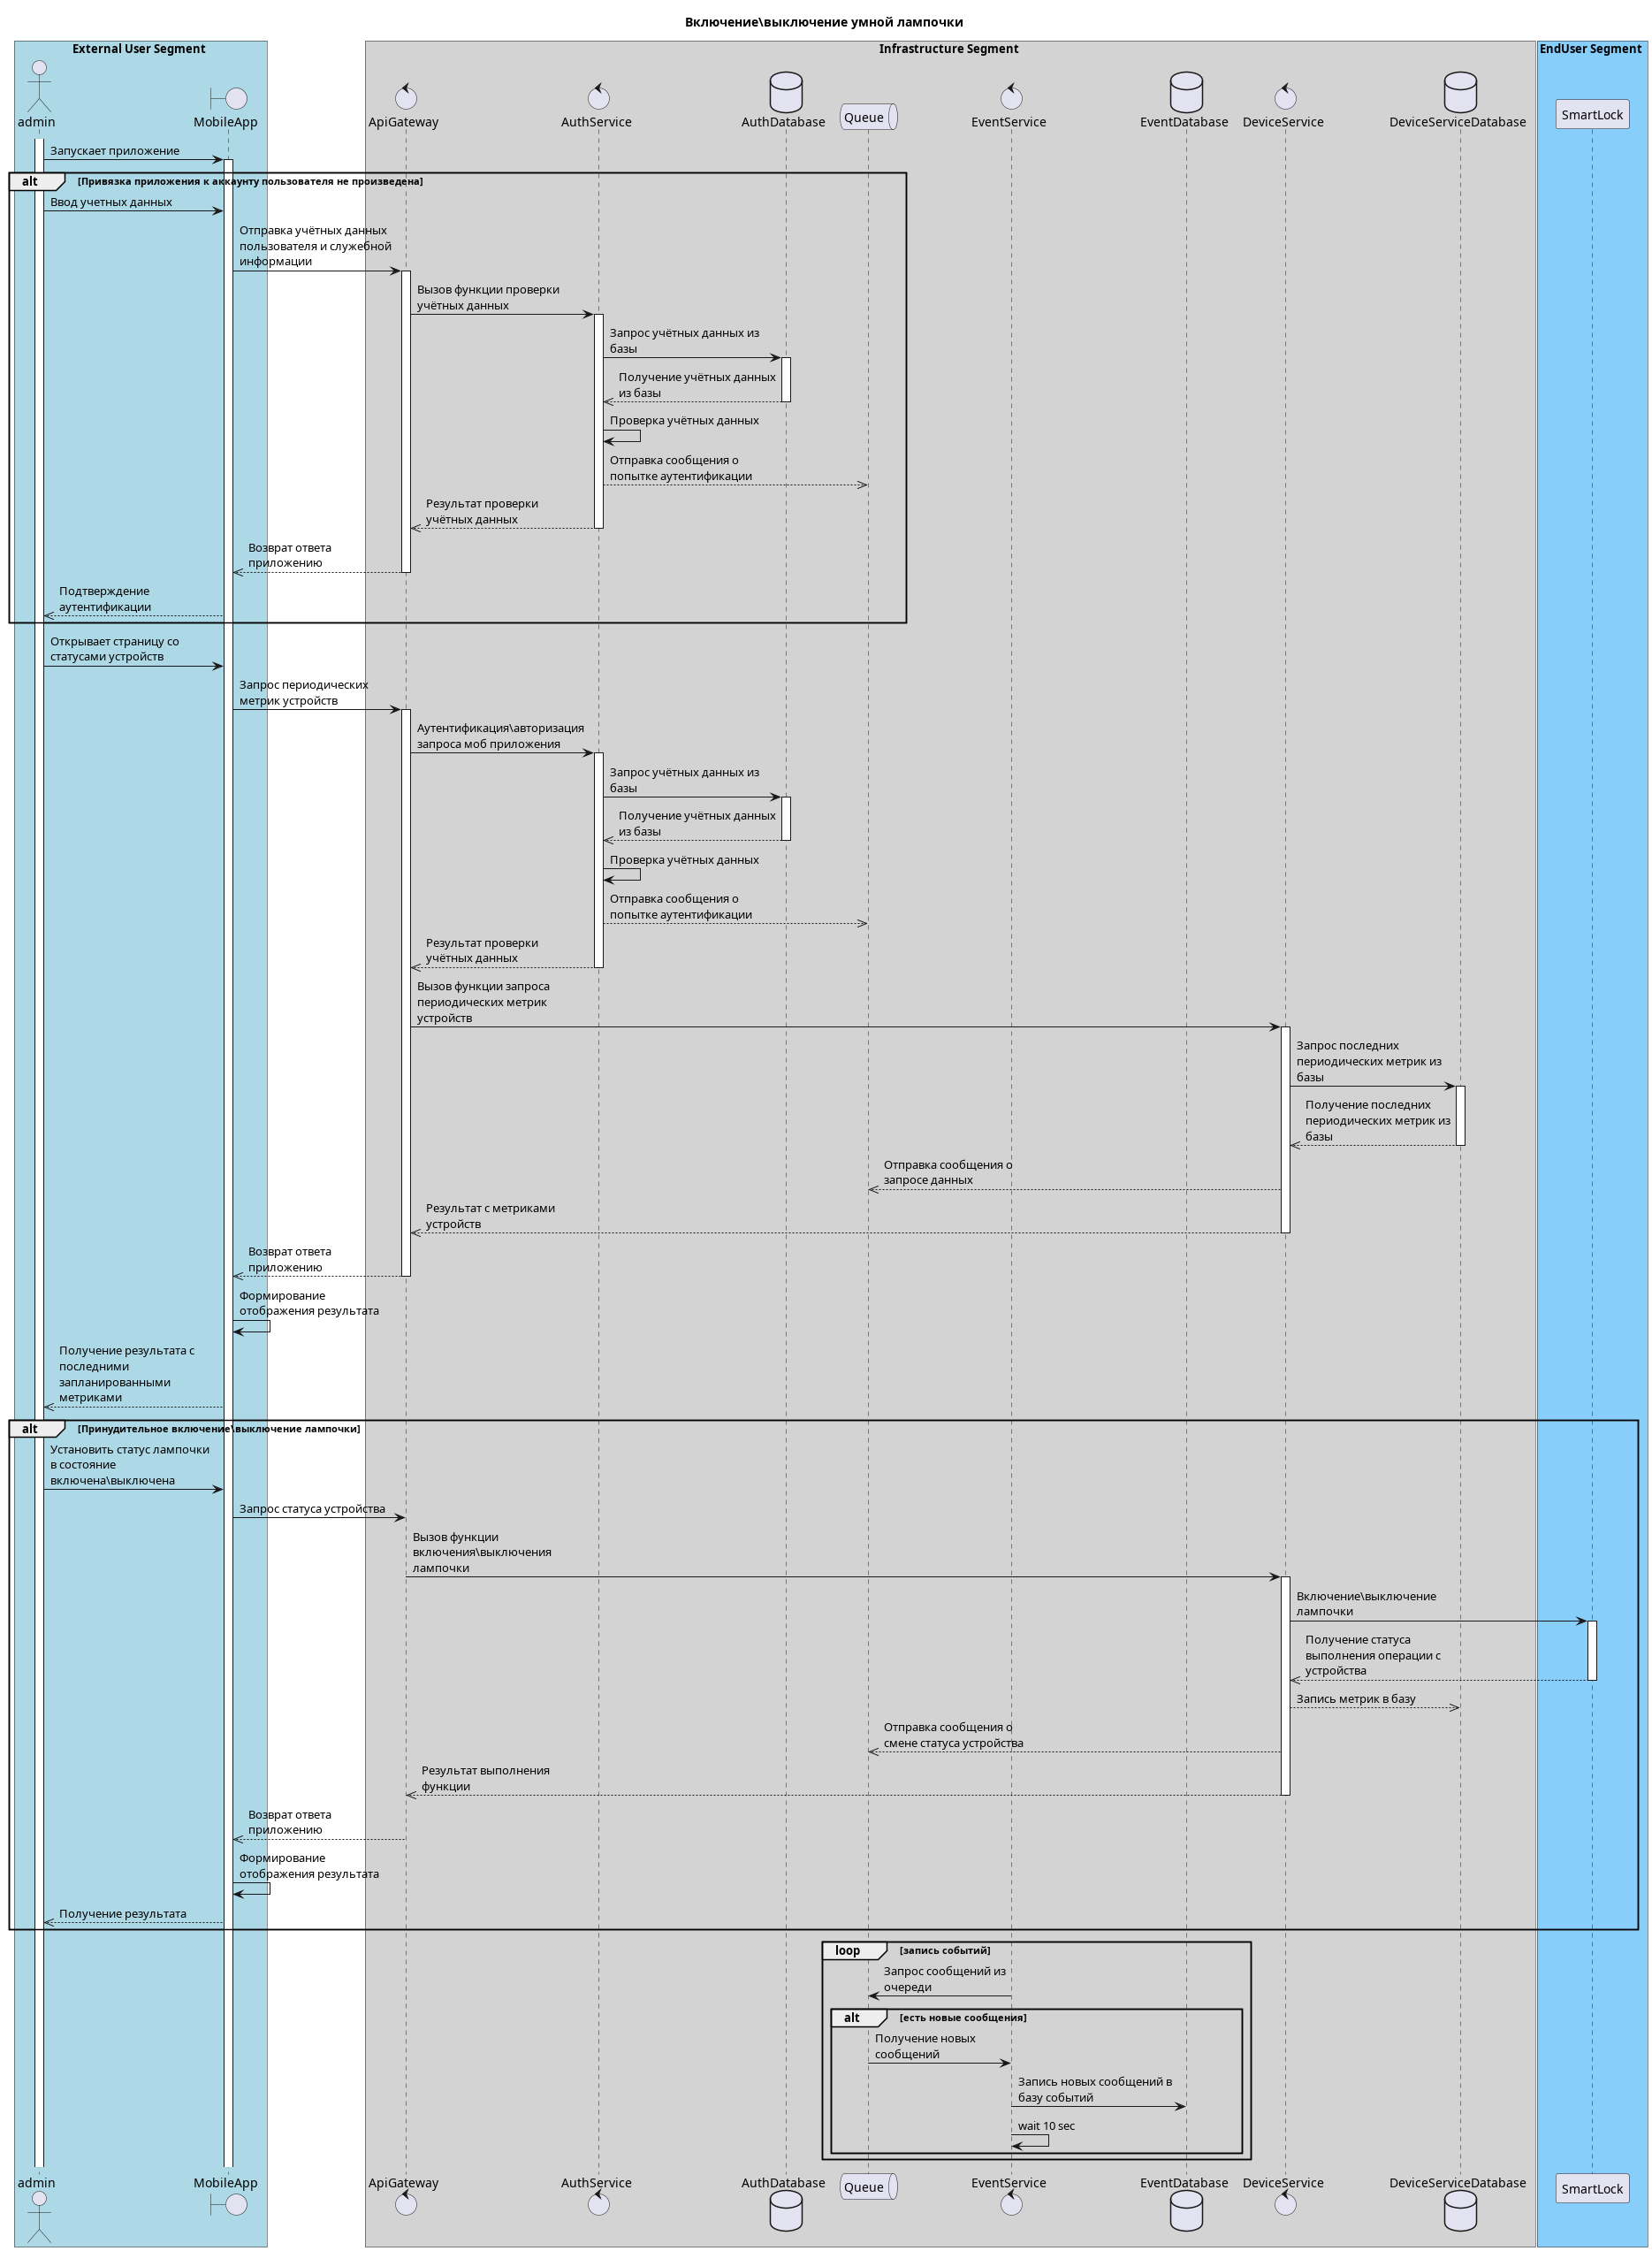 Включение\выключение умной лампочки
External User Segment
Infrastructure Segment
EndUser Segment
admin
MobileApp
ApiGateway
AuthService
AuthDatabase
Queue
EventService
EventDatabase
DeviceService
DeviceServiceDatabase
SmartLock
Запускает приложение
alt
[Привязка приложения к аккаунту пользователя не произведена]
Ввод учетных данных
Отправка учётных данных
пользователя и служебной
информации
Вызов функции проверки
учётных данных
Запрос учётных данных из
базы
Получение учётных данных
из базы
Проверка учётных данных
Отправка сообщения о
попытке аутентификации
Результат проверки
учётных данных
Возврат ответа
приложению
Подтверждение
аутентификации
Открывает страницу со
статусами устройств
Запрос периодических
метрик устройств
Аутентификация\авторизация
запроса моб приложения
Запрос учётных данных из
базы
Получение учётных данных
из базы
Проверка учётных данных
Отправка сообщения о
попытке аутентификации
Результат проверки
учётных данных
Вызов функции запроса
периодических метрик
устройств
Запрос последних
периодических метрик из
базы
Получение последних
периодических метрик из
базы
Отправка сообщения о
запросе данных
Результат с метриками
устройств
Возврат ответа
приложению
Формирование
отображения результата
Получение результата с
последними
запланированными
метриками
alt
[Принудительное включение\выключение лампочки]
Установить статус лампочки
в состояние
включена\выключена
Запрос статуса устройства
Вызов функции
включения\выключения
лампочки
Включение\выключение
лампочки
Получение статуса
выполнения операции с
устройства
Запись метрик в базу
Отправка сообщения о
смене статуса устройства
Результат выполнения
функции
Возврат ответа
приложению
Формирование
отображения результата
Получение результата
loop
[запись событий]
Запрос сообщений из
очереди
alt
[есть новые сообщения]
Получение новых
сообщений
Запись новых сообщений в
базу событий
wait 10 sec
admin
MobileApp
ApiGateway
AuthService
AuthDatabase
Queue
EventService
EventDatabase
DeviceService
DeviceServiceDatabase
SmartLock